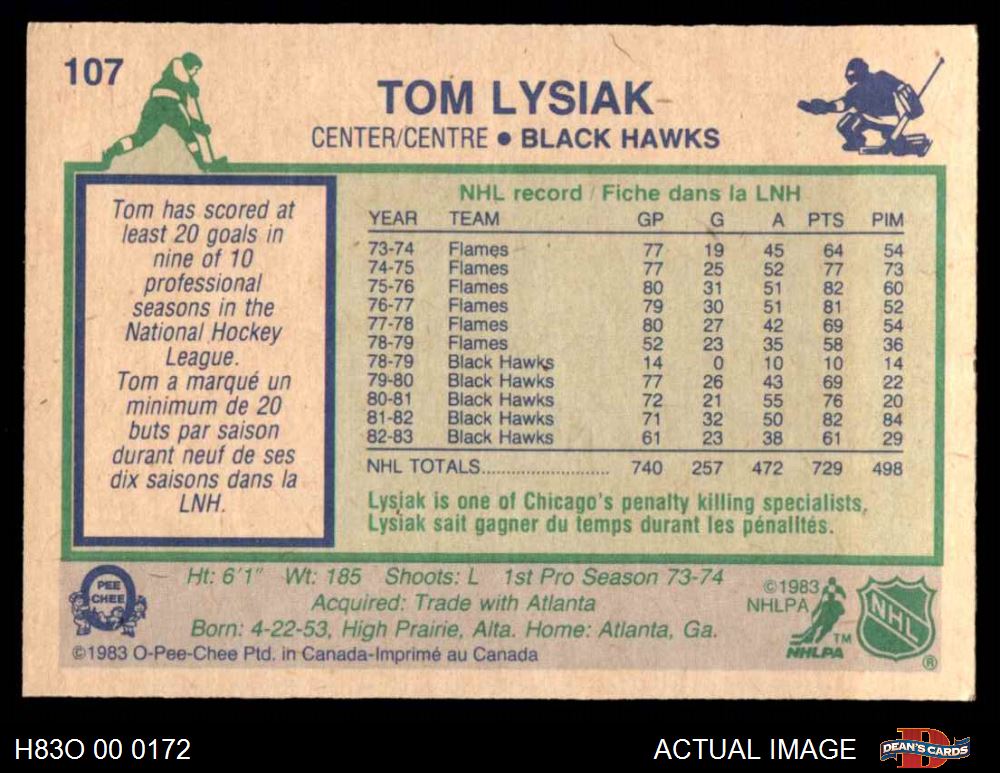 107
TOM LYSIAK
CENTER/CENTRE • BLACK HAWKS
Tom has scored at
least 20 goals in
nine of 10
professional
seasons in the
National Hockey
League.
Tom a marqué un
minimum de 20
buts par saison
durant neuf de ses
dix saisons dans la
LNH.
NHL record / Fiche dans la LNH
YEAR TEAM GP G A PTS PIM
73-74 Flames 77 19 45 64 54
74-75 Flames 77 25 52 77 73
75-76 Flames 80 31 51 82 60
76-77 Flames 79 30 51 81 52
77-78 Flames 80 27 42 69 54
78-79 Flames 52 23 35 58 36
78-79 Black Hawks 14 0 10 10 14
79-80 Black Hawks 77 26 43 69 22
80-81 Black Hawks 72 21 55 76 20
81-82 Black Hawks 71 32 50 82 84
82-83 Black Hawks 61 23 38 61 29
NHL TOTALS.......................... 740 257 472 729 498
Lysiak is one of Chicago's penalty killing specialists,
Lysiak sait gagner du temps durant les pénalités.
PEE
CHEE
Ht: 6'1" Wt: 185 Shoots: L 1st Pro Season 73-74
Acquired: Trade with Atlanta
Born: 4-22-53, High Prairie, Alta. Home: Atlanta, Ga.
©1983 O-Pee-Chee Ptd. in Canada-Imprimé au Canada
©1983
NHLPA
TM
NHLPA
NHL
®
H83O 00 0172
ACTUAL IMAGE
D
DEAN'S CARDS